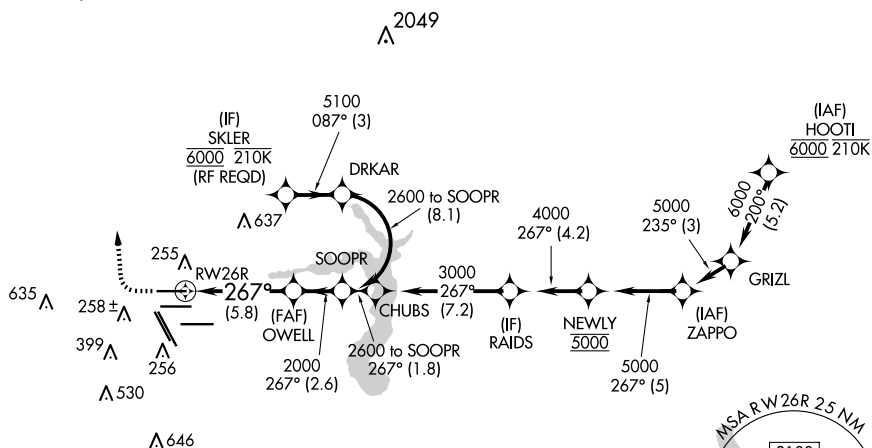 2049
5100
087° (3)
(IF)
SKLER
6000 210K
(RF REQD)
DRKAR
637
2600 to SOOPR
(8.1)
(IAF)
HOOTI
6000 210K
6000
200°
(5.2)
5000
235° (3)
GRIZL
4000
267° (4.2)
SOOPR
255
RW26R
267°
(5.8)
(FAF)
OWELL
CHUBS
3000
267°
(7.2)
(IF)
RAIDS
NEWLY
5000
(IAF)
ZAPPO
5000
267° (5)
635
258±
399
256
530
646
2000
267° (2.6)
2600 to SOOPR
267° (1.8)
MSA RW26R 25 NM